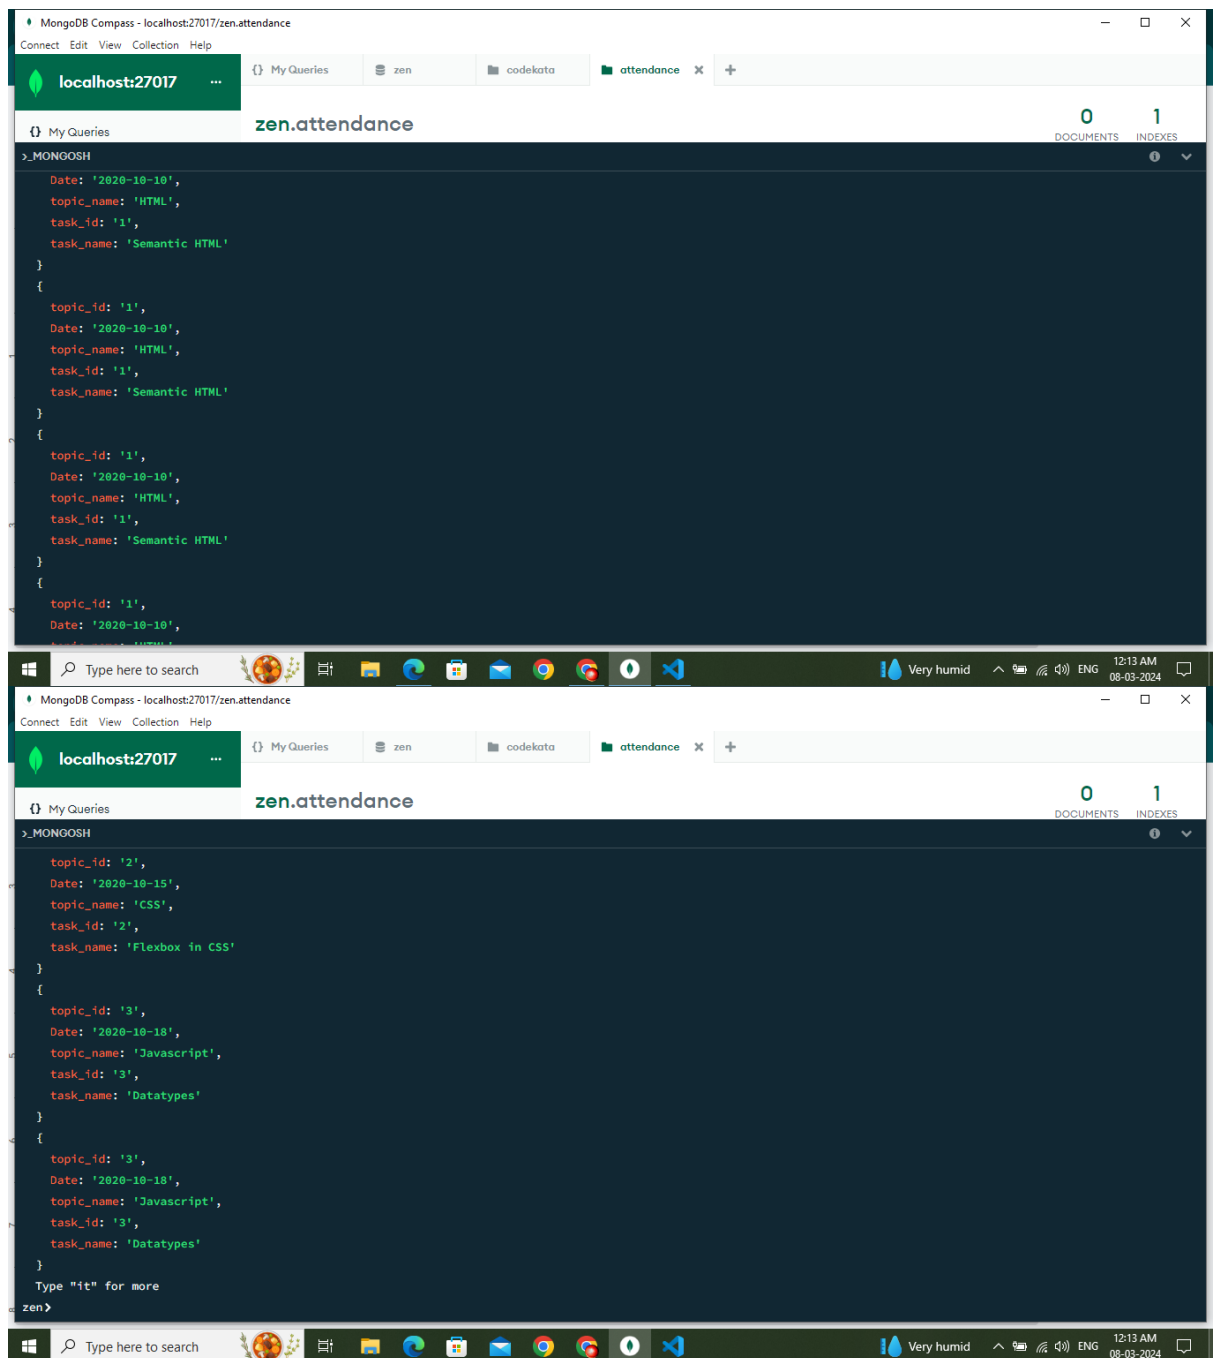 MongoDB Compass - localhost:27017/zen.attendance
Connect Edit View Collection Help
localhost:27017 ...
{} My Queries zen codekata attendance
{} My Queries
zen.attendance
0 1
DOCUMENTS INDEXES
>_MONGOSH
Date: '2020-10-10',
topic_name: 'HTML',
task_id: '1',
task_name: 'Semantic HTML'
}
{
topic_id: '1',
Date: '2020-10-10',
topic_name: 'HTML',
task_id: '1',
task_name: 'Semantic HTML'
}
{
topic_id: '1',
Date: '2020-10-10',
topic_name: 'HTML',
task_id: '1',
task_name: 'Semantic HTML'
}
{
topic_id: '1',
Date: '2020-10-10',
Type here to search
Very humid ENG 12:13 AM
08-03-2024
MongoDB Compass - localhost:27017/zen.attendance
Connect Edit View Collection Help
localhost:27017 ...
{} My Queries zen codekata attendance
{} My Queries
zen.attendance
0 1
DOCUMENTS INDEXES
>_MONGOSH
topic_id: '2',
Date: '2020-10-15',
topic_name: 'CSS',
task_id: '2',
task_name: 'Flexbox in CSS'
}
{
topic_id: '3',
Date: '2020-10-18',
topic_name: 'Javascript',
task_id: '3',
task_name: 'Datatypes'
}
{
topic_id: '3',
Date: '2020-10-18',
topic_name: 'Javascript',
task_id: '3',
task_name: 'Datatypes'
}
Type "it" for more
zen>
Type here to search
Very humid ENG 12:13 AM
08-03-2024